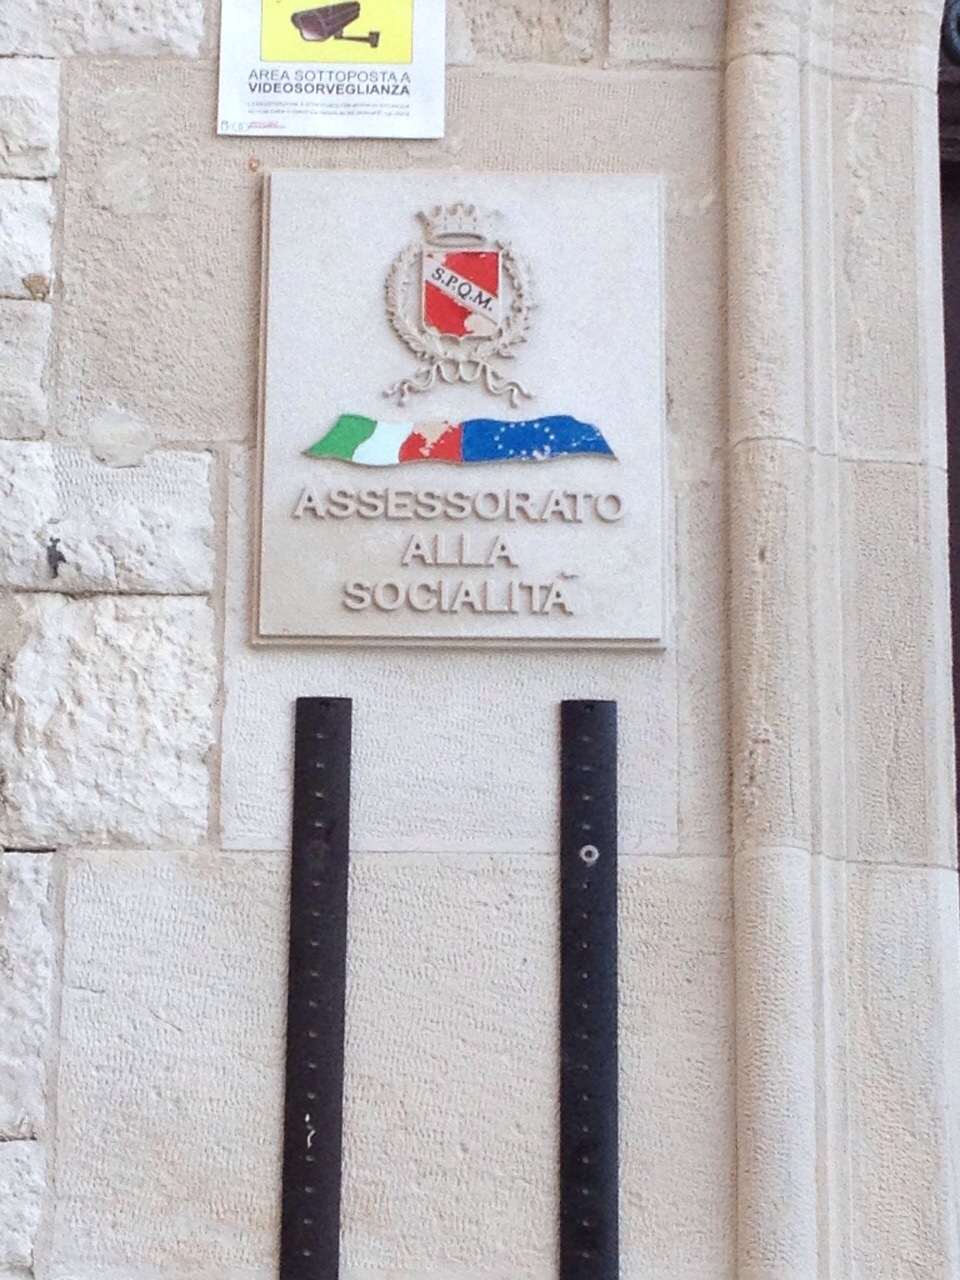 AREA SOTTOPOSTA A
VIDEOSORVEGLIANZA
S.P.Q.M.
ASSESSORATO
ALLA
SOCIALITÀ